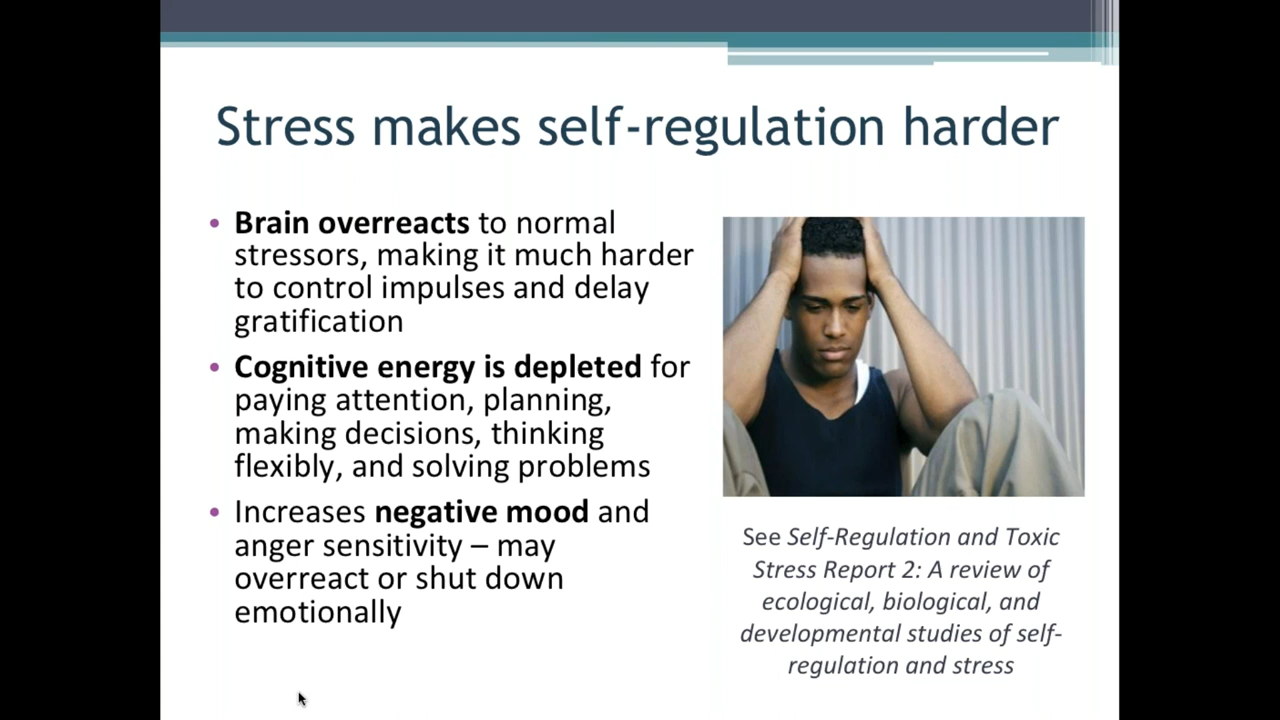 Stress makes self-regulation harder
• Brain overreacts to normal
stressors, making it much harder
to control impulses and delay
gratification
• Cognitive energy is depleted for
paying attention, planning,
making decisions, thinking
flexibly, and solving problems
• Increases negative mood and
anger sensitivity – may
overreact or shut down
emotionally
See Self-Regulation and Toxic
Stress Report 2: A review of
ecological, biological, and
developmental studies of self-
regulation and stress